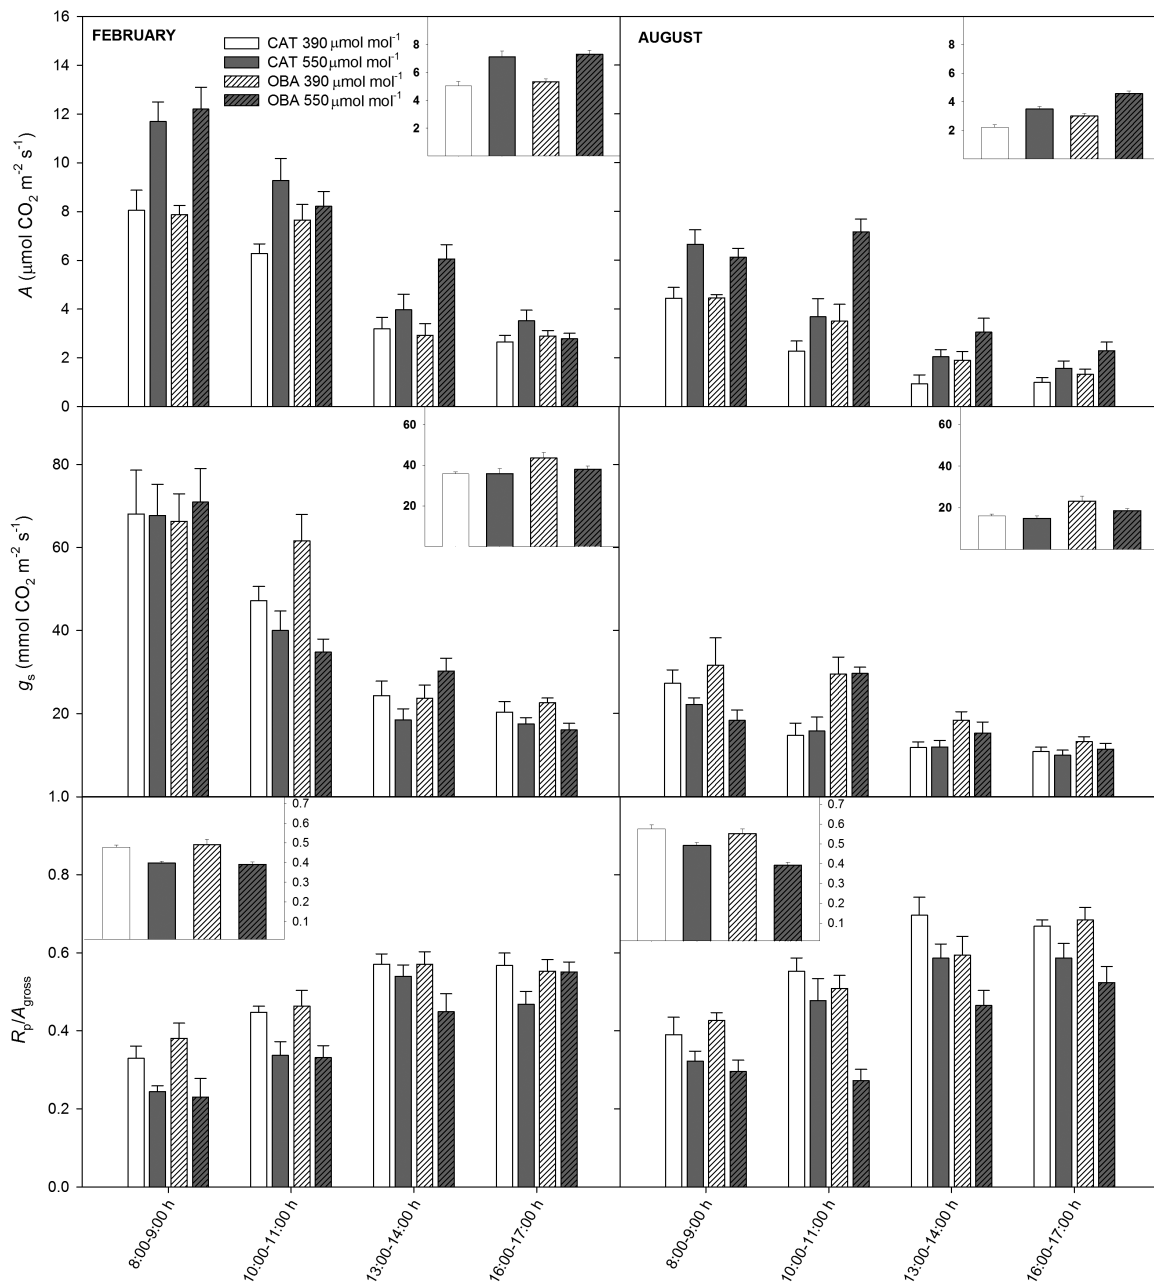 16
14
12
10
8
6
4
2
0
A (μmol CO2 m-2 s-1)
FEBRUARY
CAT 390 μmol mol-1
CAT 550 μmol mol-1
OBA 390 μmol mol-1
OBA 550 μmol mol-1
8
6
4
2
AUGUST
8
6
4
2
80
60
40
20
1.0
gs (mmol CO2 m-2 s-1)
60
40
20
60
40
20
0.8
0.6
0.4
0.2
0.0
Rp/Agross
0.7
0.6
0.5
0.4
0.3
0.2
0.1
0.7
0.6
0.5
0.4
0.3
0.2
0.1
8:00-9:00 h
10:00-11:00 h
13:00-14:00 h
16:00-17:00 h
8:00-9:00 h
10:00-11:00 h
13:00-14:00 h
16:00-17:00 h